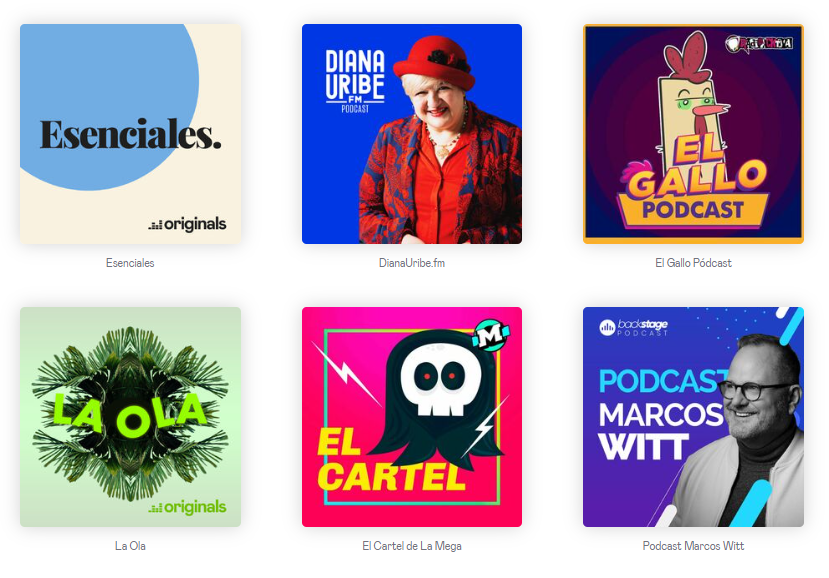 Esenciales.
originals
Esenciales
DIANA
URIBE
FM
PODCAST
DianaUribe.fm
EL
GALLO
PODCAST
El Gallo Pódcast
LA OLA
originals
La Ola
M
EL
CARTEL
El Cartel de La Mega
backstage
PODCAST
PODCAST
MARCOS
WITT
Podcast Marcos Witt